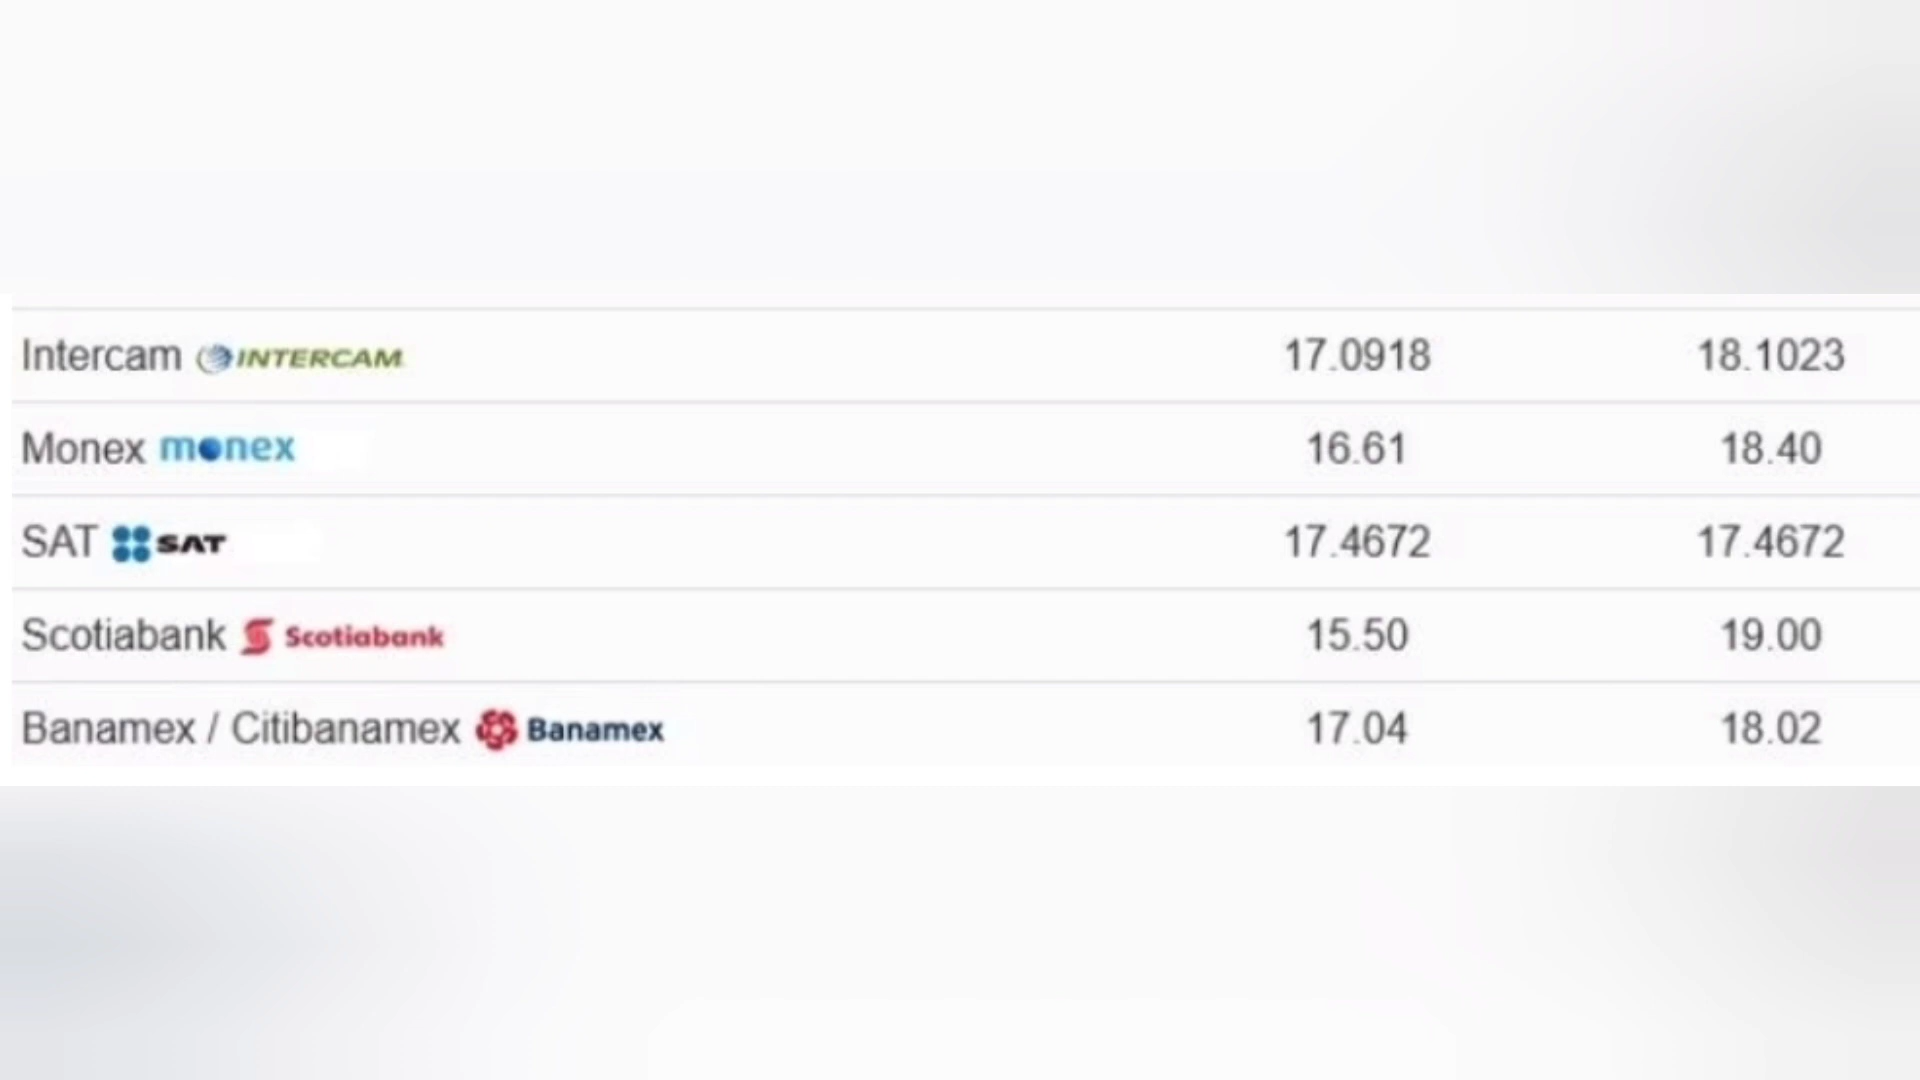 Intercam INTERCAM 17.0918 18.1023
Monex monex 16.61 18.40
SAT SAT 17.4672 17.4672
Scotiabank Scotiabank 15.50 19.00
Banamex / Citibanamex Banamex 17.04 18.02